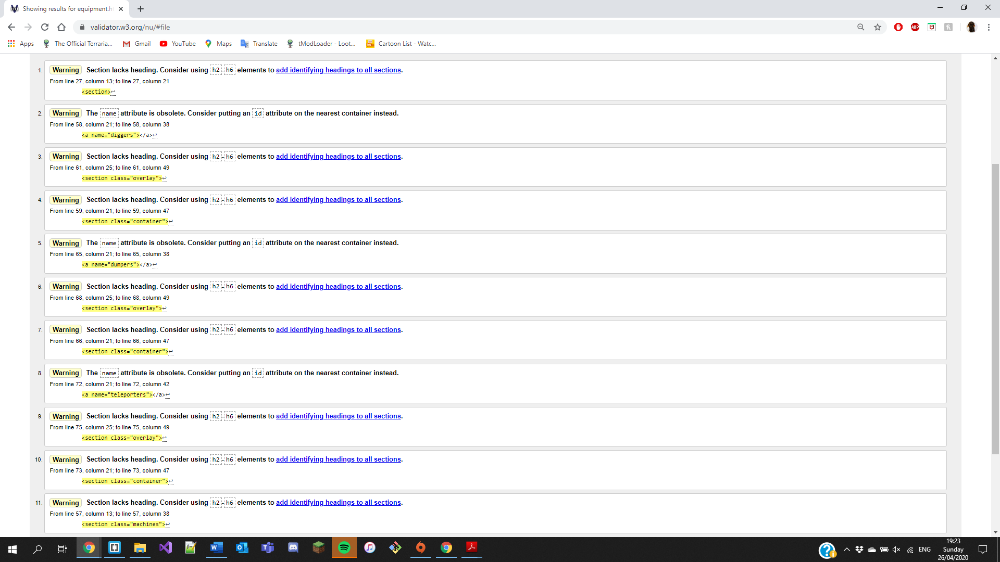 Showing results for equipment.h
validator.w3.org/nu/#file
ABP
Apps
The Official Terraria...
Gmail
YouTube
Maps
Translate
tModLoader - Loot...
Cartoon List - Watc...
1. Warning Section lacks heading. Consider using h2-h6 elements to add identifying headings to all sections.
From line 27, column 13; to line 27, column 21
<section>↩
2. Warning The name attribute is obsolete. Consider putting an id attribute on the nearest container instead.
From line 58, column 21; to line 58, column 38
<a name="diggers"></a>↩
3. Warning Section lacks heading. Consider using h2-h6 elements to add identifying headings to all sections.
From line 61, column 25; to line 61, column 49
<section class="overlay">↩
4. Warning Section lacks heading. Consider using h2-h6 elements to add identifying headings to all sections.
From line 59, column 21; to line 59, column 47
<section class="container">↩
5. Warning The name attribute is obsolete. Consider putting an id attribute on the nearest container instead.
From line 65, column 21; to line 65, column 38
<a name="dumpers"></a>↩
6. Warning Section lacks heading. Consider using h2-h6 elements to add identifying headings to all sections.
From line 68, column 25; to line 68, column 49
<section class="overlay">↩
7. Warning Section lacks heading. Consider using h2-h6 elements to add identifying headings to all sections.
From line 66, column 21; to line 66, column 47
<section class="container">↩
8. Warning The name attribute is obsolete. Consider putting an id attribute on the nearest container instead.
From line 72, column 21; to line 72, column 42
<a name="teleporters"></a>↩
9. Warning Section lacks heading. Consider using h2-h6 elements to add identifying headings to all sections.
From line 75, column 25; to line 75, column 49
<section class="overlay">↩
10. Warning Section lacks heading. Consider using h2-h6 elements to add identifying headings to all sections.
From line 73, column 21; to line 73, column 47
<section class="container">↩
11. Warning Section lacks heading. Consider using h2-h6 elements to add identifying headings to all sections.
From line 57, column 13; to line 57, column 38
<section class="machines">↩
ENG
19:23
Sunday
26/04/2020